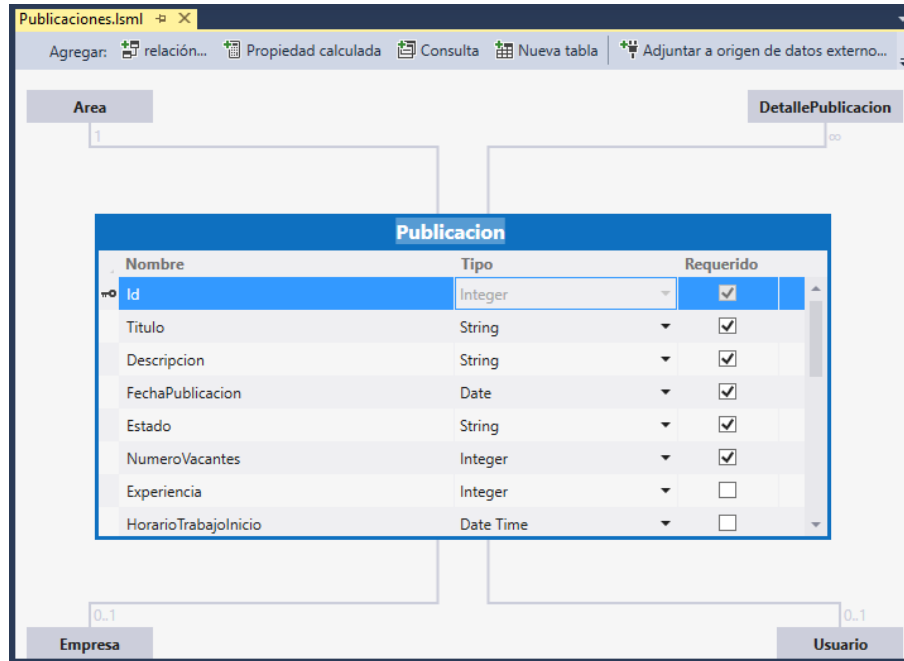 Publicaciones.lsml
Agregar: relación... Propiedad calculada Consulta Nueva tabla Adjuntar a origen de datos externo...
Area DetallePublicacion
1 ∞
Publicacion
Nombre Tipo Requerido
Id Integer
Titulo String
Descripcion String
FechaPublicacion Date
Estado String
NumeroVacantes Integer
Experiencia Integer
HorarioTrabajoInicio Date Time
0..1 0..1
Empresa Usuario